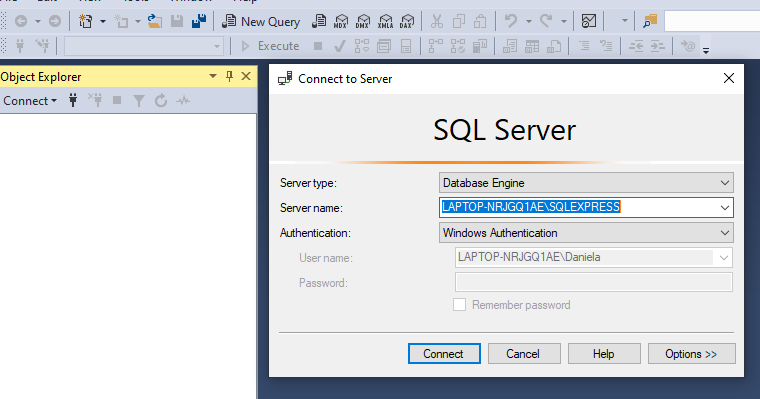 New Query
MDX
DMX
XMLA
DAX
Execute
Object Explorer
Connect
Connect to Server
SQL Server
Server type:
Database Engine
Server name:
LAPTOP-NRJGQ1AE\SQLEXPRESS
Authentication:
Windows Authentication
User name:
LAPTOP-NRJGQ1AE\Daniela
Password:
Remember password
Connect
Cancel
Help
Options >>